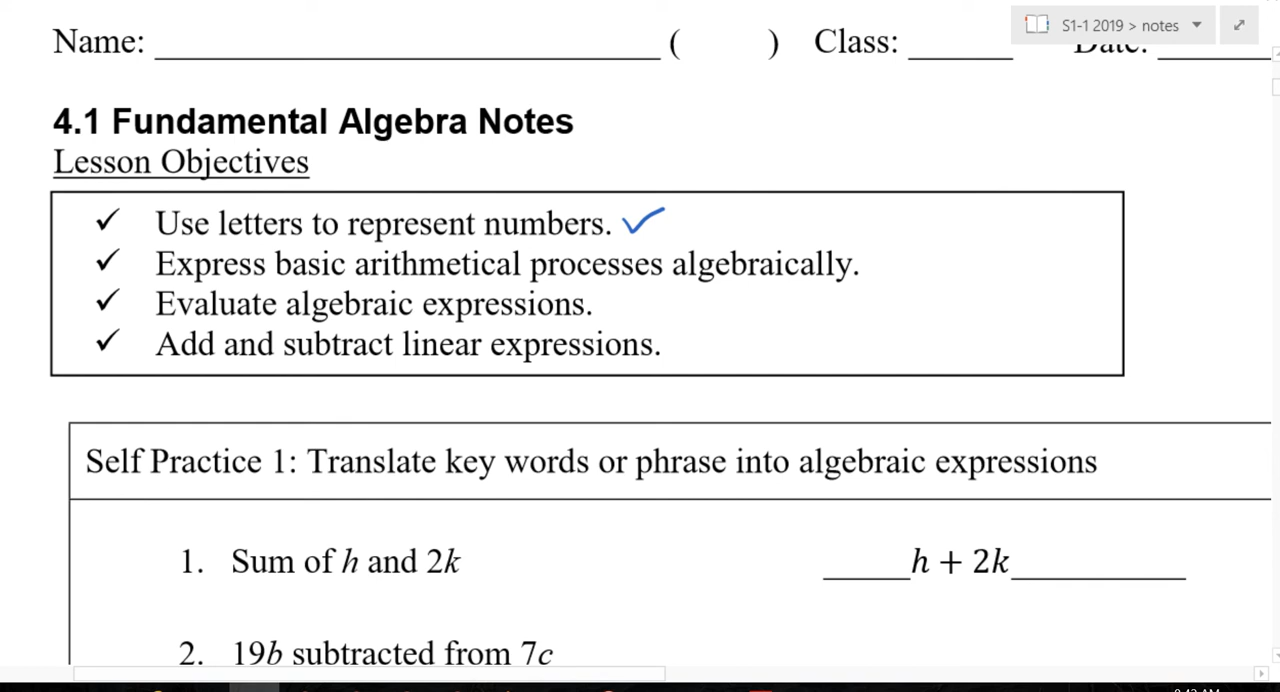 S1-1 2019 > notes
Name: ( ) Class: Date:
4.1 Fundamental Algebra Notes
Lesson Objectives
✓ Use letters to represent numbers. ✓
✓ Express basic arithmetical processes algebraically.
✓ Evaluate algebraic expressions.
✓ Add and subtract linear expressions.
Self Practice 1: Translate key words or phrase into algebraic expressions
1. Sum of h and 2k h + 2k
2. 19b subtracted from 7c